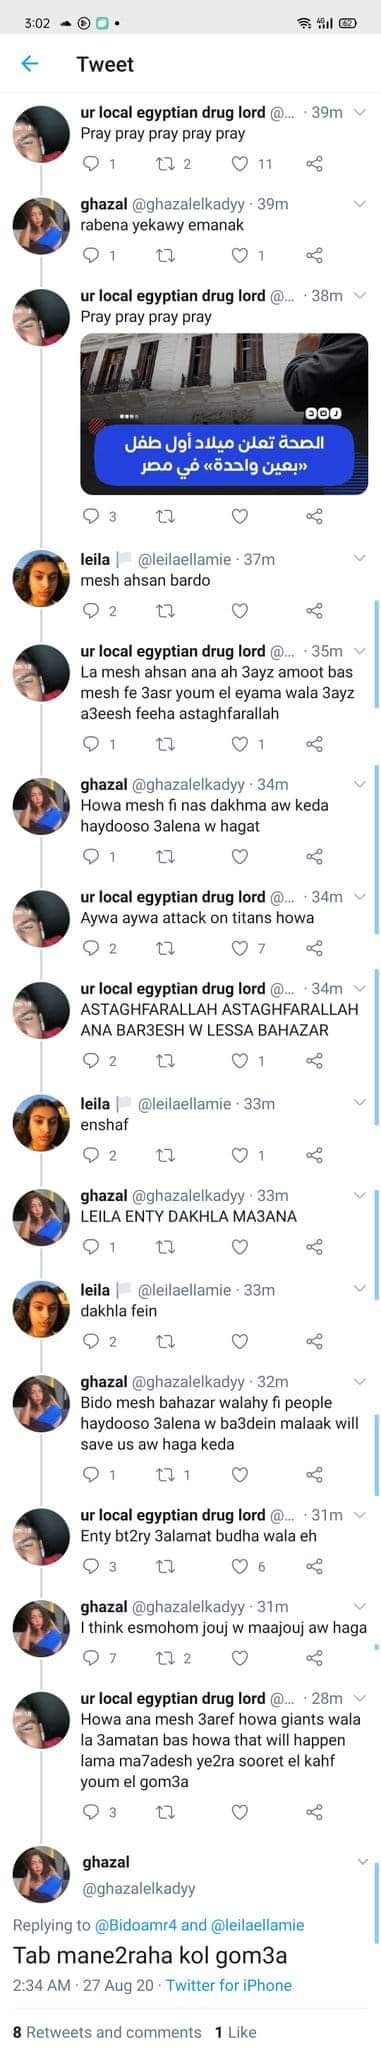 3:02
Tweet
ur local egyptian drug lord @... · 39m
Pray pray pray pray pray
1 2 11
ghazal @ghazalelkadyy · 39m
rabena yekawy emanak
1 1
ur local egyptian drug lord @... · 38m
Pray pray pray pray
الصحة تعلن ميلاد أول طفل
«بعين واحدة» في مصر
3
leila @leilaellamie · 37m
mesh ahsan bardo
2
ur local egyptian drug lord @... · 35m
La mesh ahsan ana ah 3ayz amoot bas
mesh fe 3asr youm el eyama wala 3ayz
a3eesh feeha astaghfarallah
1 1
ghazal @ghazalelkadyy · 34m
Howa mesh fi nas dakhma aw keda
haydooso 3alena w hagat
1
ur local egyptian drug lord @... · 34m
Aywa aywa attack on titans howa
2 7
ur local egyptian drug lord @... · 34m
ASTAGHFARALLAH ASTAGHFARALLAH
ANA BAR3ESH W LESSA BAHAZAR
2 1
leila @leilaellamie · 33m
enshaf
2 1
ghazal @ghazalelkadyy · 33m
LEILA ENTY DAKHLA MA3ANA
1
leila @leilaellamie · 33m
dakhla fein
2
ghazal @ghazalelkadyy · 32m
Bido mesh bahazar walahy fi people
haydooso 3alena w ba3dein malaak will
save us aw haga keda
1 1
ur local egyptian drug lord @... · 31m
Enty bt2ry 3alamat budha wala eh
3 6
ghazal @ghazalelkadyy · 31m
I think esmohom jouj w maajouj aw haga
7 2
ur local egyptian drug lord @... · 28m
Howa ana mesh 3aref howa giants wala
la 3amatan bas howa that will happen
lama ma7adesh ye2ra sooret el kahf
youm el gom3a
3
ghazal
@ghazalelkadyy
Replying to @Bidoamr4 and @leilaellamie
Tab mane2raha kol gom3a
2:34 AM · 27 Aug 20 · Twitter for iPhone
8 Retweets and comments 1 Like